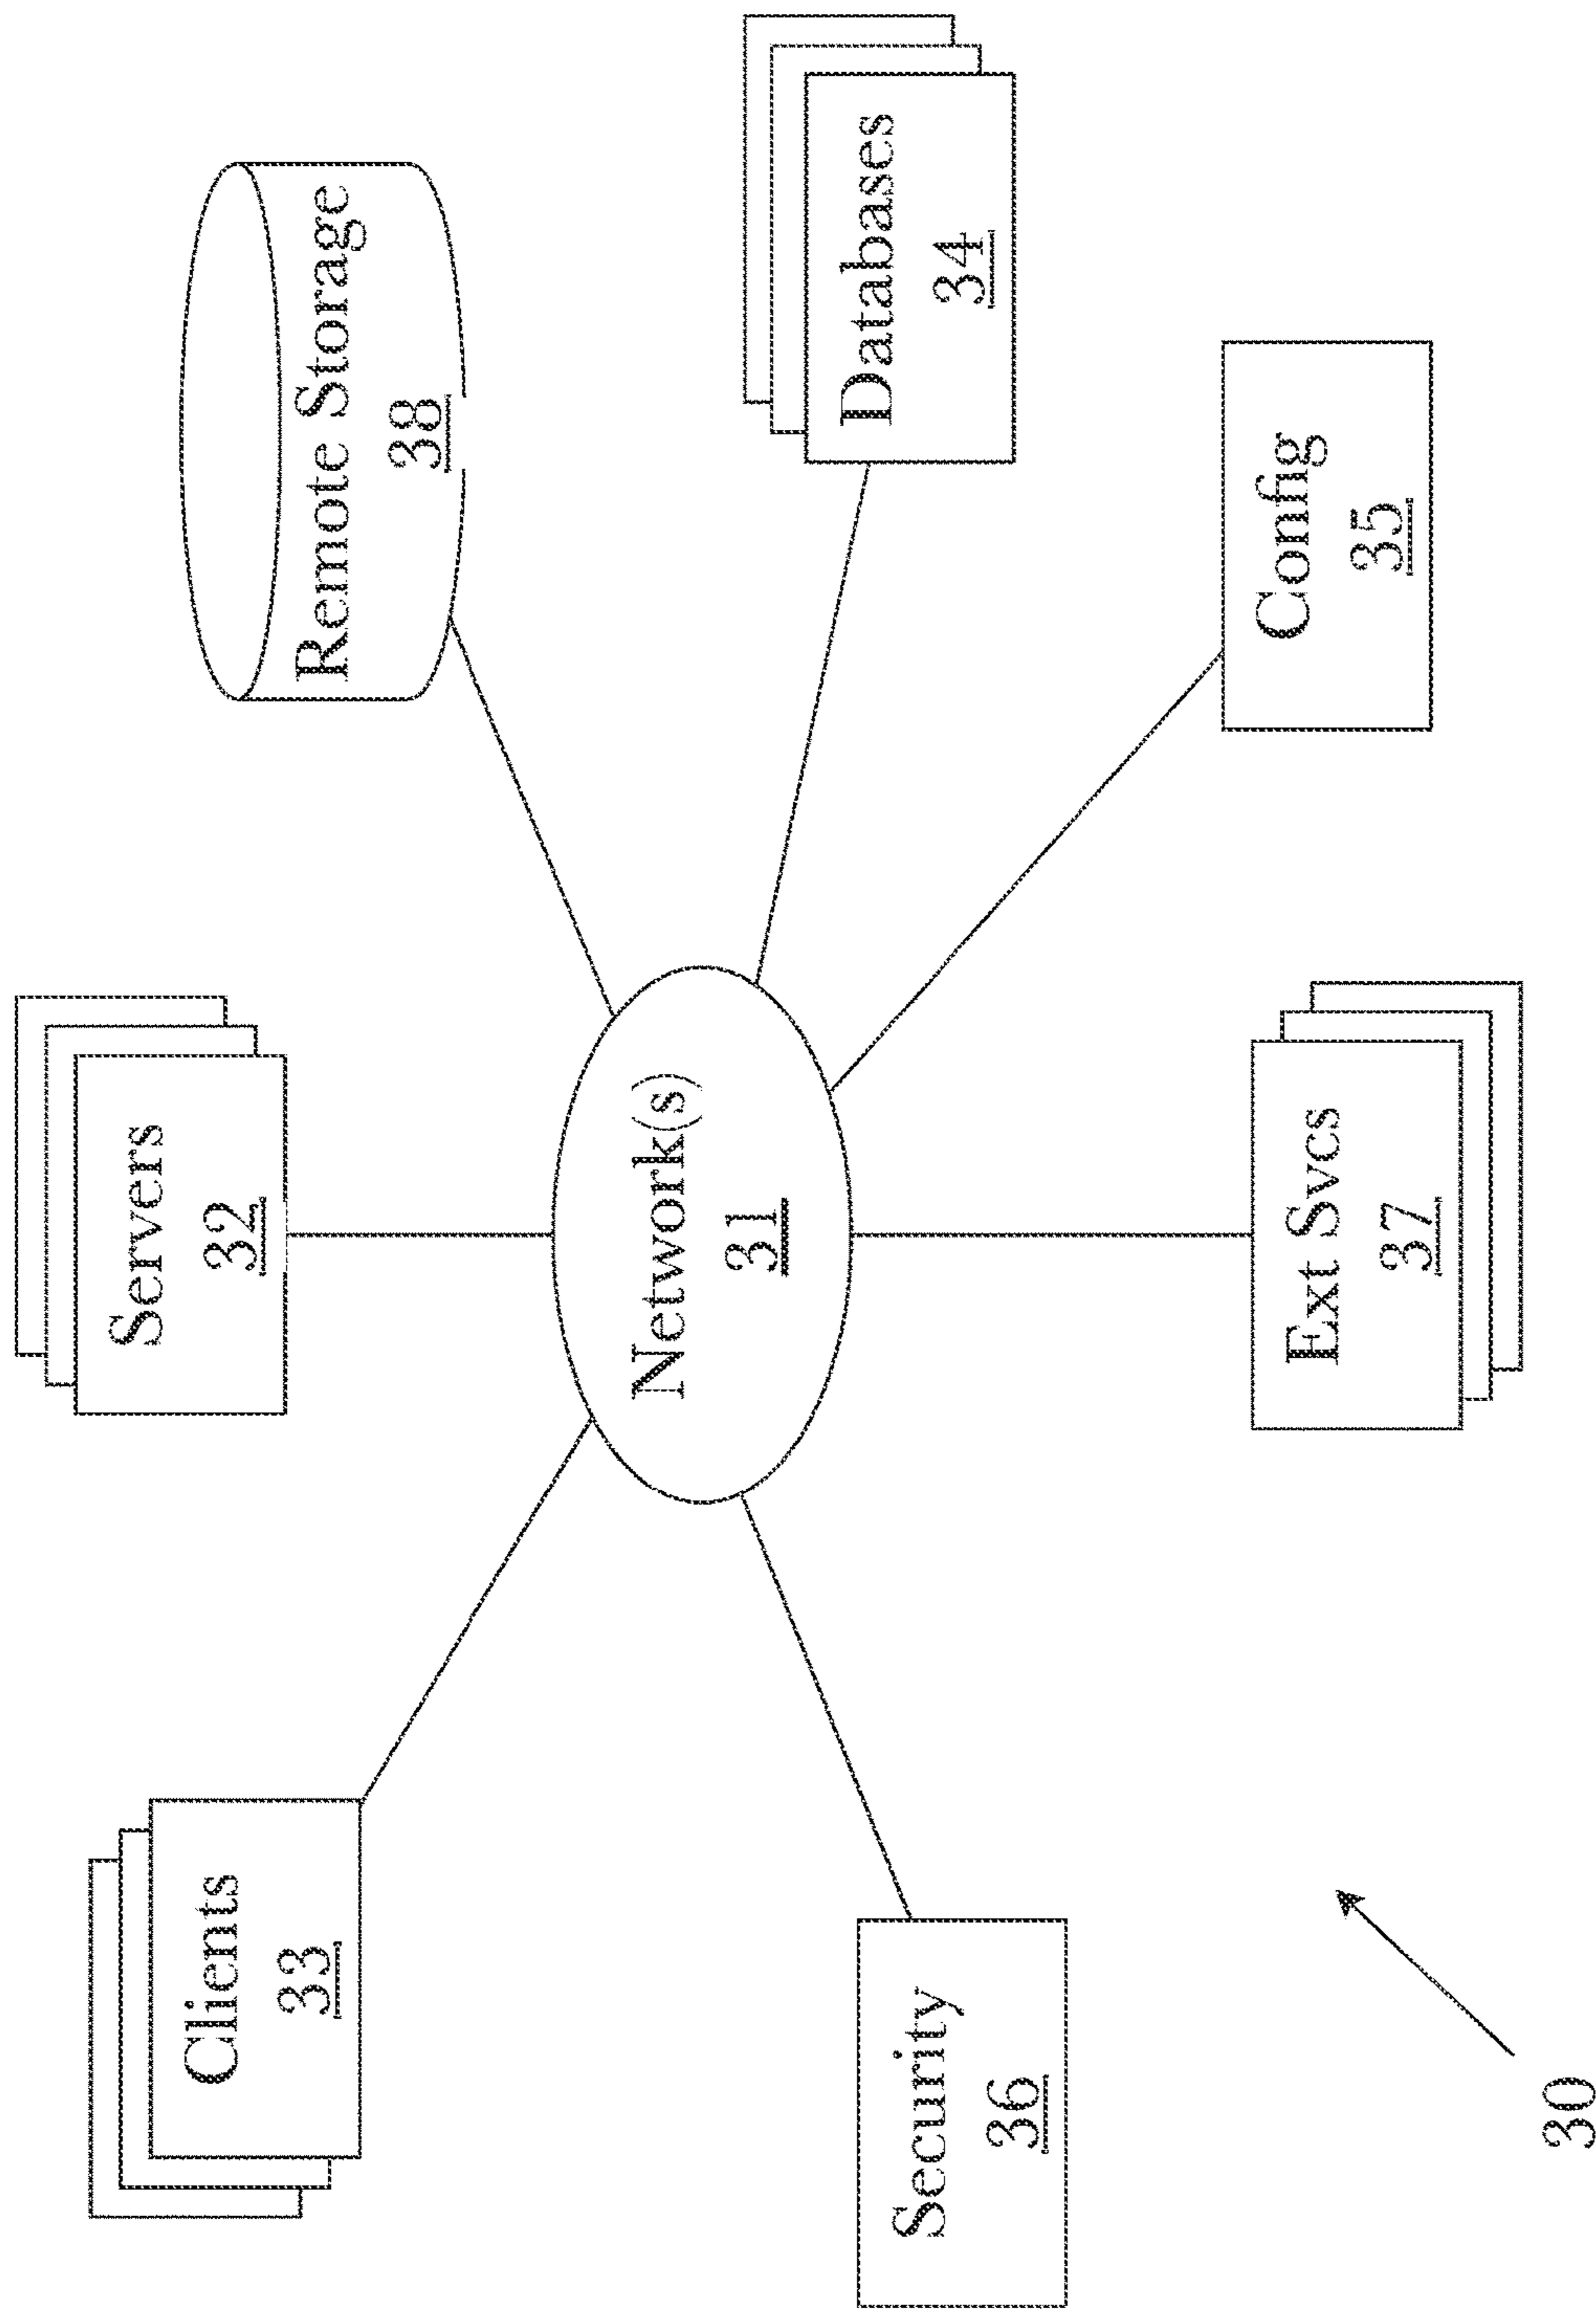 Clients
33
Servers
32
Remote Storage
38
Network(s)
31
Databases
34
Security
36
Ext Svcs
37
Config
35
30